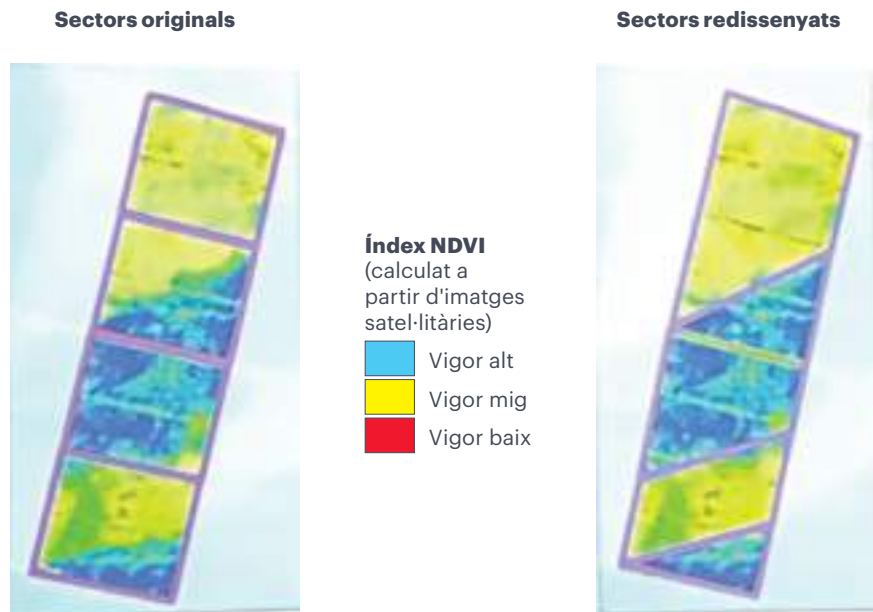 Sectors originals
Sectors redissenyats
Índex NDVI
(calculat a
partir d'imatges
satel·litàries)
Vigor alt
Vigor mig
Vigor baix